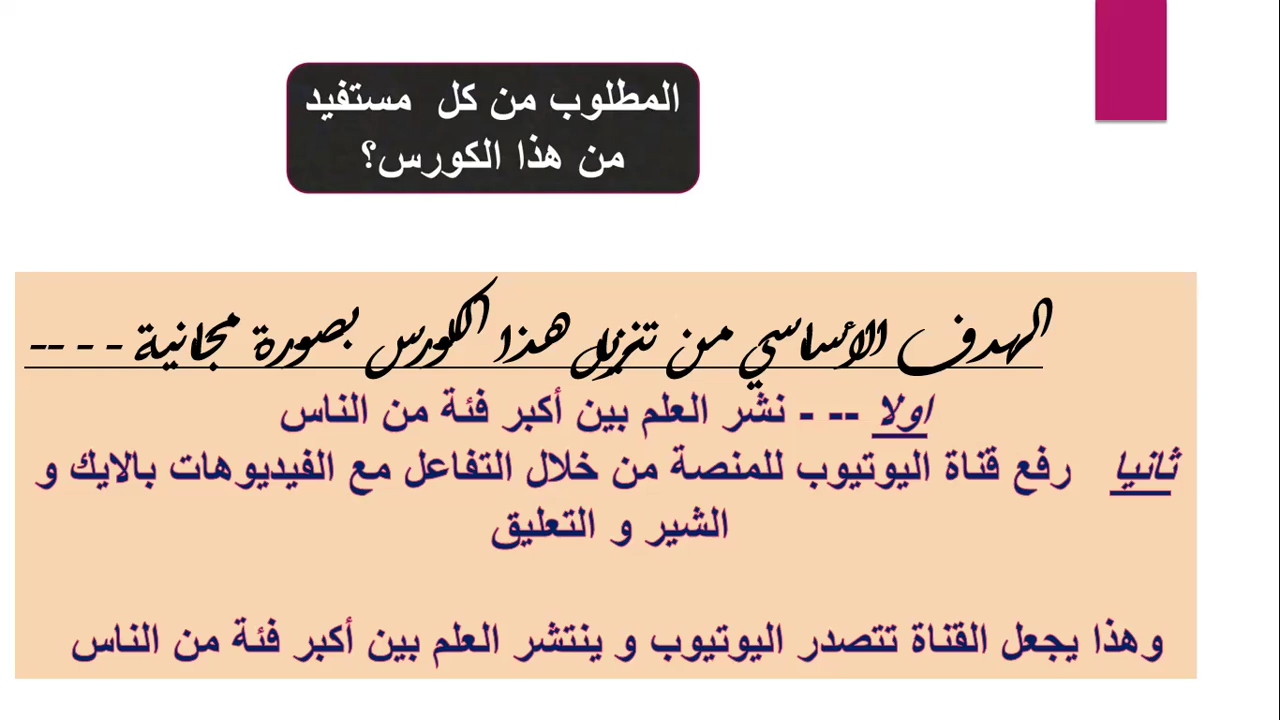 المطلوب من كل مستفيد
من هذا الكورس؟
الهدف الأساسي من تنزيل هذا الكورس بصورة مجانية - - --
اولا -- - نشر العلم بين أكبر فئة من الناس
ثانيا رفع قناة اليوتيوب للمنصة من خلال التفاعل مع الفيديوهات بالايك و
الشير و التعليق
وهذا يجعل القناة تتصدر اليوتيوب و ينتشر العلم بين أكبر فئة من الناس